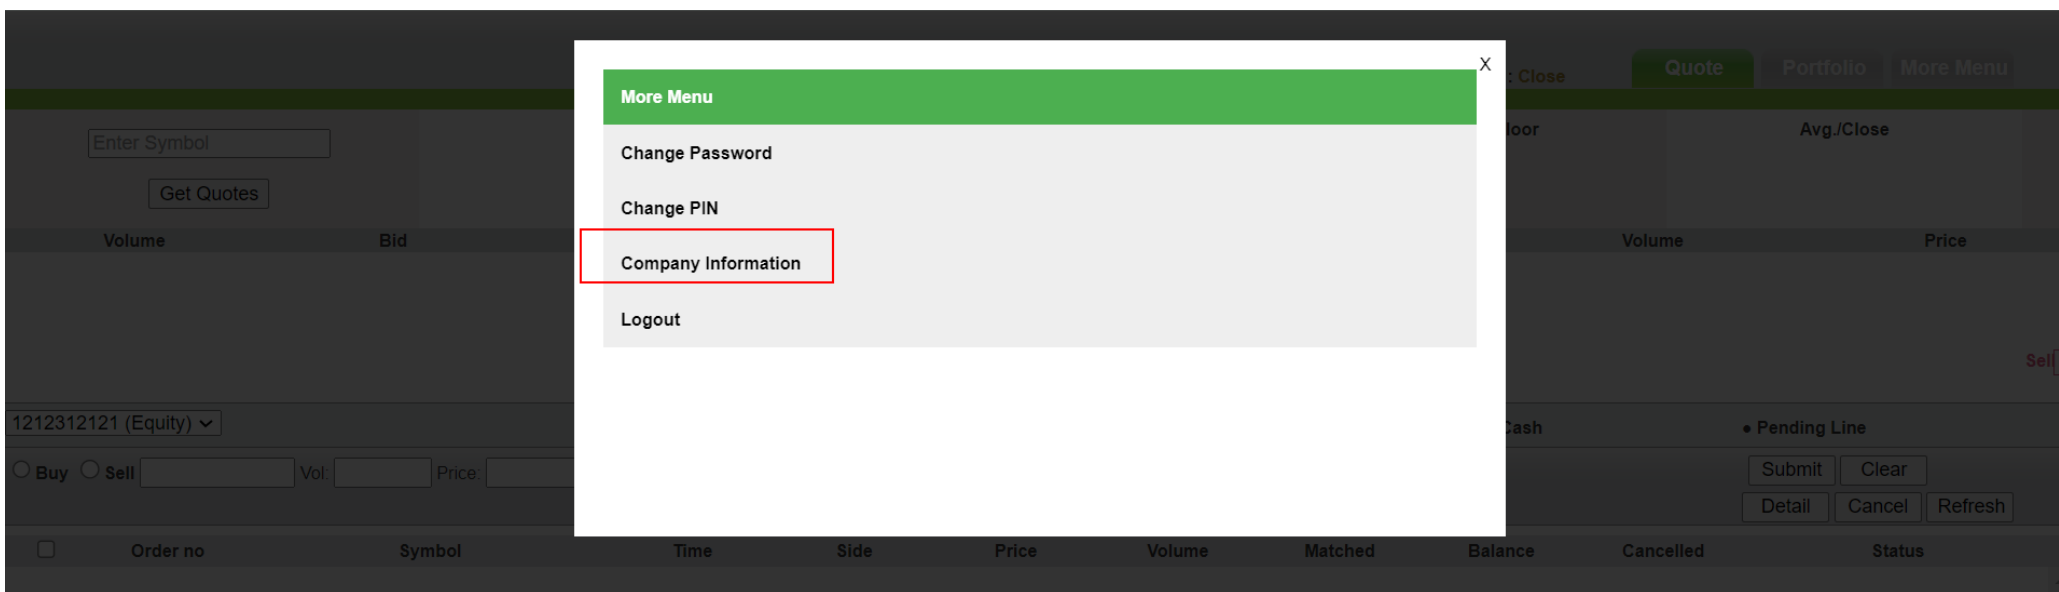 X
: Close
Quote
Portfolio
More Menu
More Menu
Enter Symbol
Get Quotes
loor
Avg./Close
Change Password
Change PIN
Company Information
Logout
Volume
Bid
Volume
Price
Sell
1212312121 (Equity)
Cash
• Pending Line
Buy
Sell
Vol:
Price:
Submit
Clear
Detail
Cancel
Refresh
Order no
Symbol
Time
Side
Price
Volume
Matched
Balance
Cancelled
Status